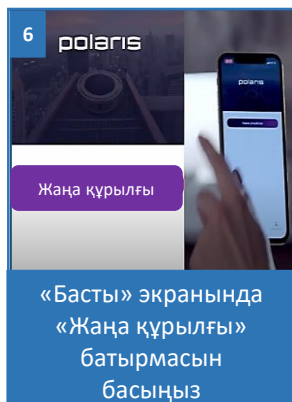 6
polaris
Жаңа құрылғы
«Басты» экранында
«Жаңа құрылғы»
батырмасын
басыңыз